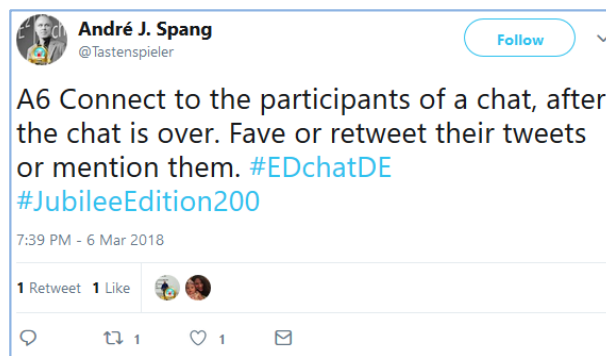 André J. Spang
@Tastenspieler
Follow
A6 Connect to the participants of a chat, after
the chat is over. Fave or retweet their tweets
or mention them. #EDchatDE
#JubileeEdition200
7:39 PM - 6 Mar 2018
1 Retweet 1 Like
1 1